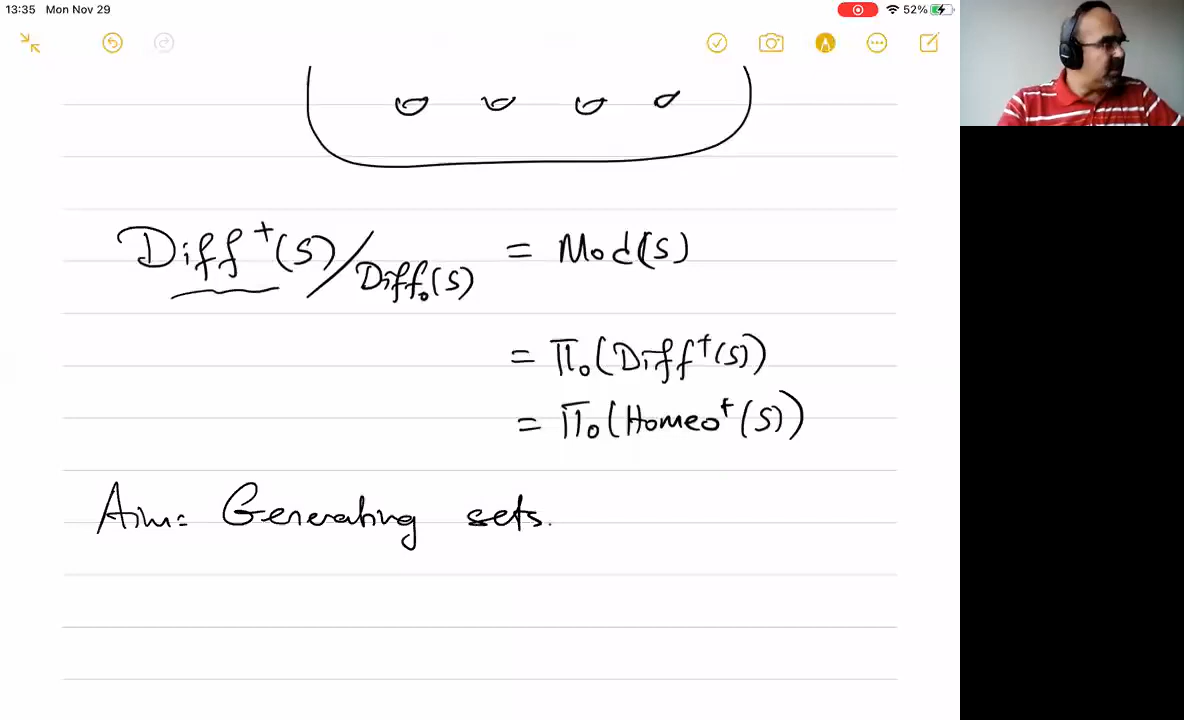 13:35 Mon Nov 29
52%
Diff⁺(S)/Diff₀(S) = Mod(S)
= π₀(Diff⁺(S))
= π₀(Homeo⁺(S))
Aim: Generating sets.